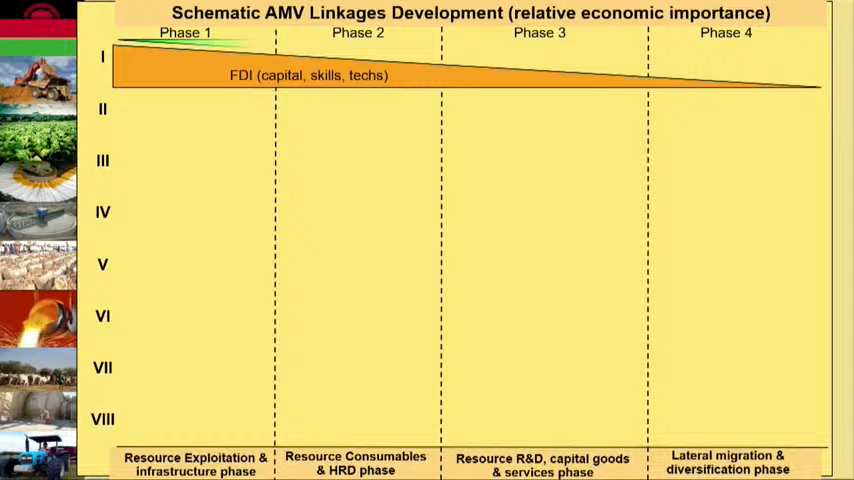 Schematic AMV Linkages Development (relative economic importance)
Phase 1 Phase 2 Phase 3 Phase 4
I
FDI (capital, skills, techs)
II
III
IV
V
VI
VII
VIII
Resource Exploitation &
infrastructure phase
Resource Consumables
& HRD phase
Resource R&D, capital goods
& services phase
Lateral migration &
diversification phase